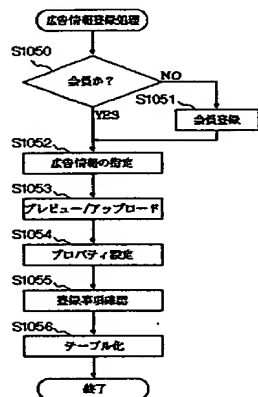 広告情報登録処理
S1050
会員か？
NO
S1051
YES
会員登録
S1052
広告情報の指定
S1053
プレビュー/アップロード
S1054
プロパティ設定
S1055
登録事項確認
S1056
テーブル化
終了